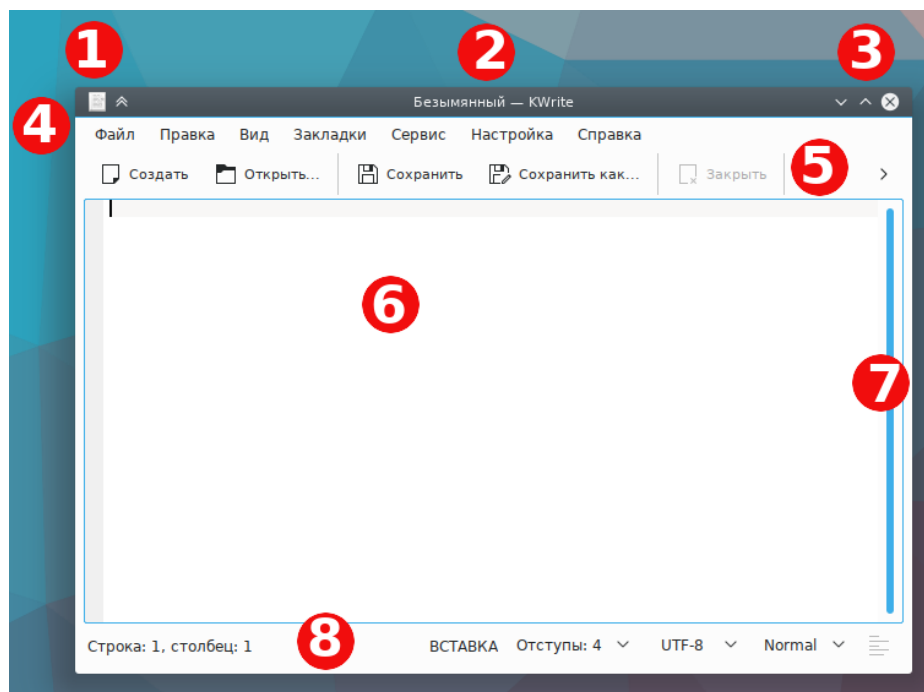 1 2 3
Безымянный — KWrite
4
Файл Правка Вид Закладки Сервис Настройка Справка
Создать Открыть... Сохранить Сохранить как... Закрыть 5
6
7
Строка: 1, столбец: 1 8 ВСТАВКА Отступы: 4 UTF-8 Normal